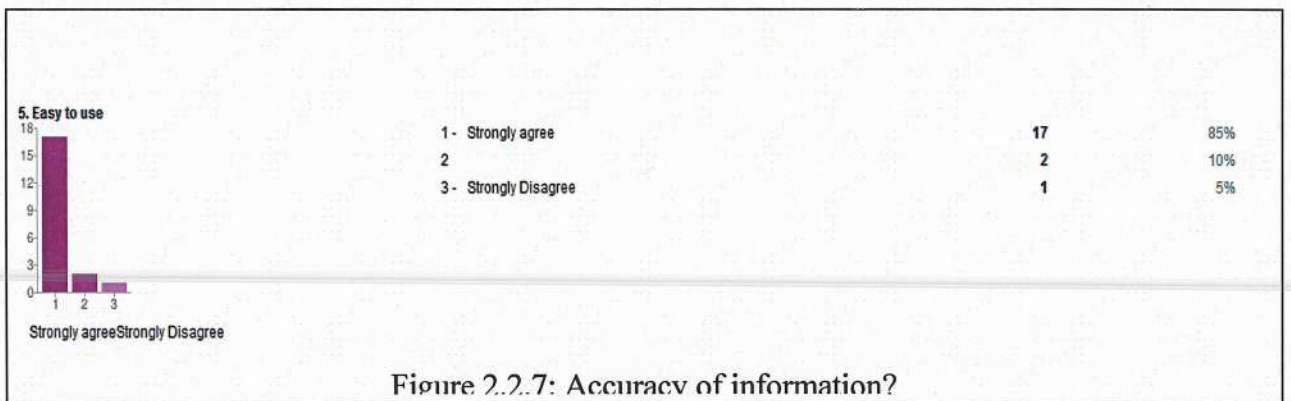 5. Easy to use
18
15
12
9
6
3
0
1 2 3
Strongly agreeStrongly Disagree
1 - Strongly agree 17 85%
2 2 10%
3 - Strongly Disagree 1 5%
Figure 2.2.7: Accuracy of information?